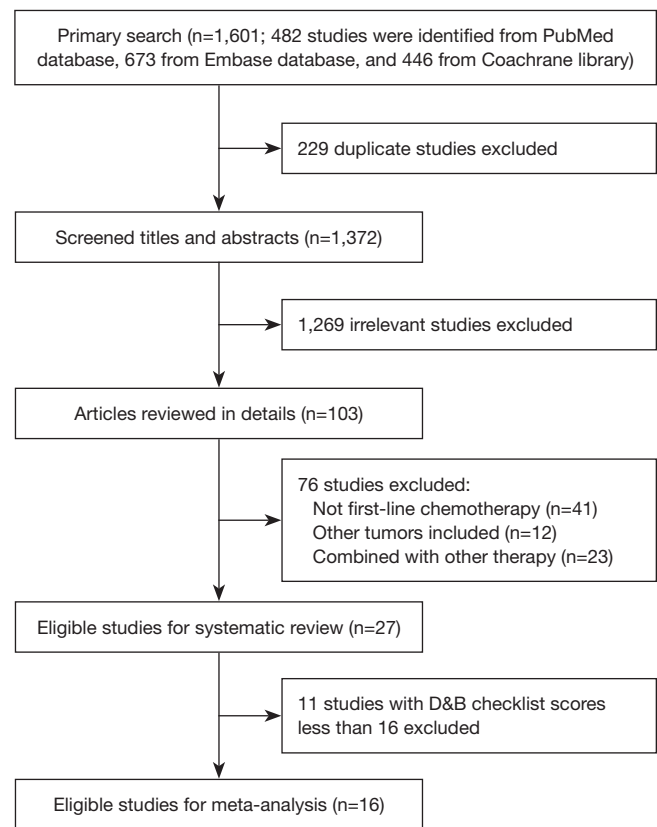 Primary search (n=1,601; 482 studies were identified from PubMed
database, 673 from Embase database, and 446 from Coachrane library)
229 duplicate studies excluded
Screened titles and abstracts (n=1,372)
1,269 irrelevant studies excluded
Articles reviewed in details (n=103)
76 studies excluded:
Not first-line chemotherapy (n=41)
Other tumors included (n=12)
Combined with other therapy (n=23)
Eligible studies for systematic review (n=27)
11 studies with D&B checklist scores
less than 16 excluded
Eligible studies for meta-analysis (n=16)